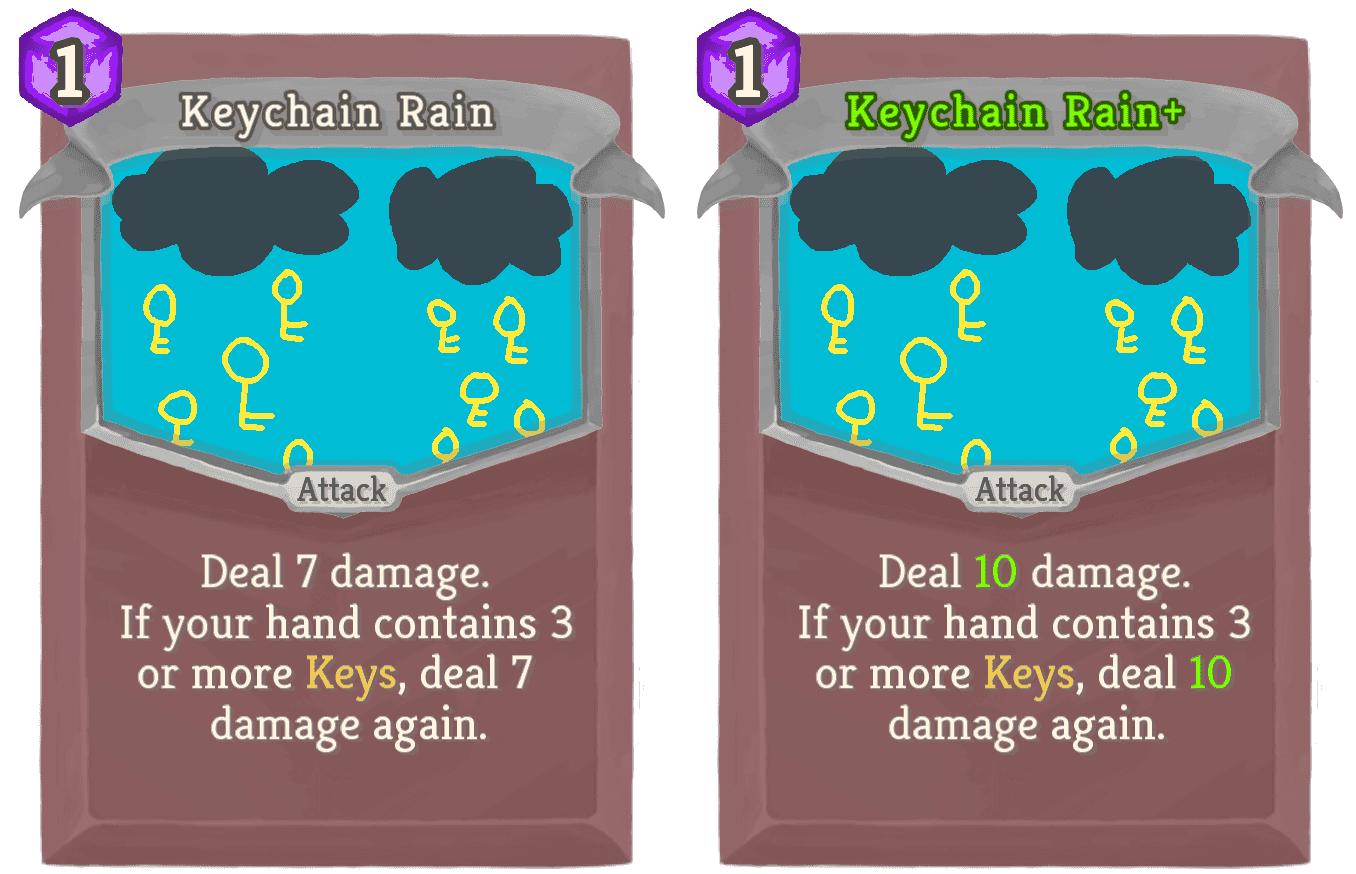 1
Keychain Rain
Attack
Deal 7 damage.
If your hand contains 3
or more Keys, deal 7
damage again.
1
Keychain Rain+
Attack
Deal 10 damage.
If your hand contains 3
or more Keys, deal 10
damage again.